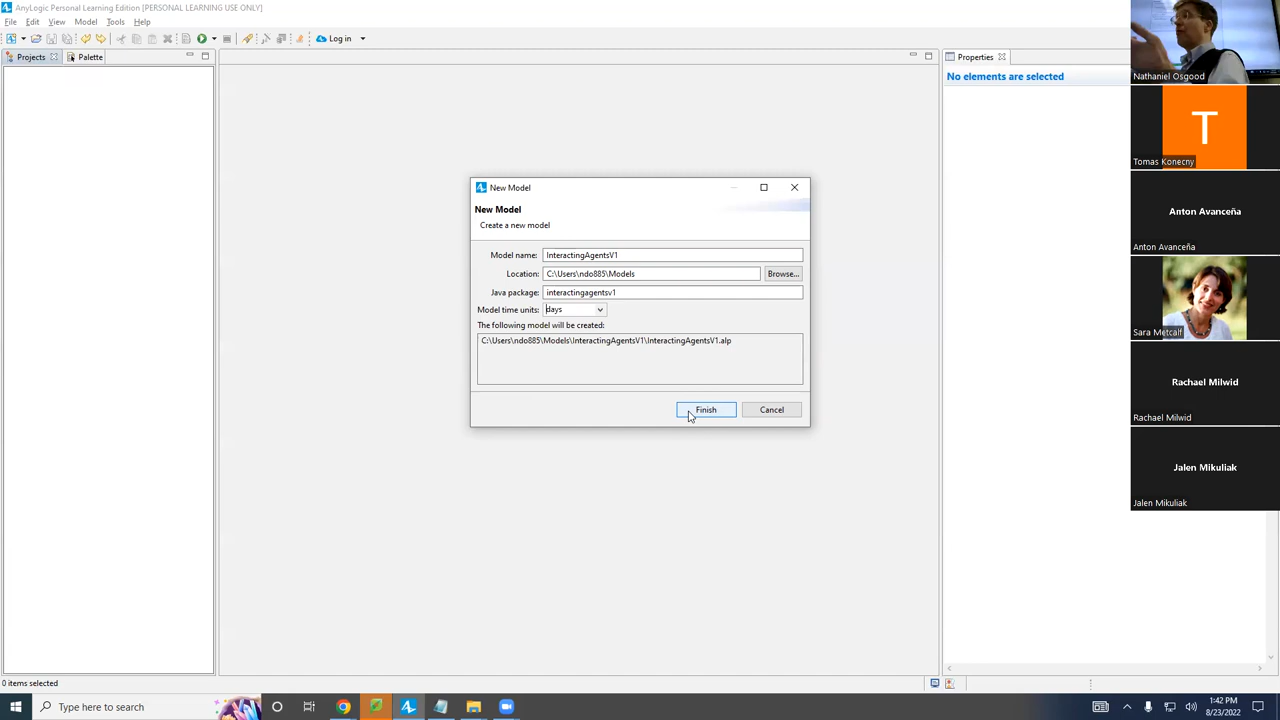 AnyLogic Personal Learning Edition [PERSONAL LEARNING USE ONLY]
File Edit View Model Tools Help
Log in
Projects
Palette
Properties
No elements are selected
New Model
New Model
Create a new model
Model name: InteractingAgentsV1
Location: C:\Users\ndo885\Models Browse...
Java package: interactingagentsv1
Model time units: days
The following model will be created:
C:\Users\ndo885\Models\InteractingAgentsV1\InteractingAgentsV1.alp
Finish Cancel
Nathaniel Osgood
T
Tomas Konecny
Anton Avanceña
Anton Avanceña
Sara Metcalf
Rachael Milwid
Rachael Milwid
Jalen Mikuliak
Jalen Mikuliak
0 items selected
Type here to search
1:42 PM
8/23/2022